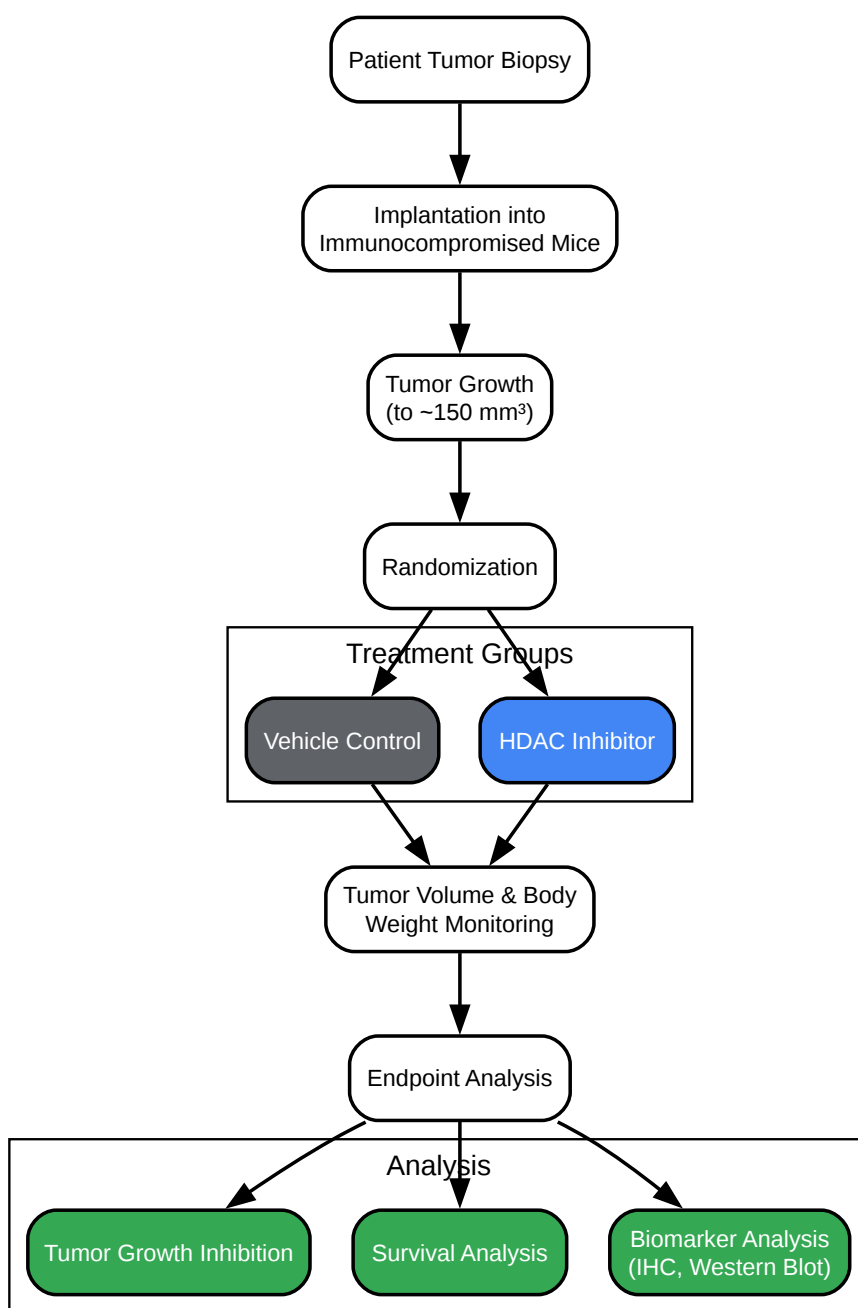 Patient Tumor Biopsy
Implantation into
Immunocompromised Mice
Tumor Growth
(to ~150 mm³)
Randomization
Treatment Groups
Vehicle Control
HDAC Inhibitor
Tumor Volume & Body
Weight Monitoring
Endpoint Analysis
Analysis
Tumor Growth Inhibition
Survival Analysis
Biomarker Analysis
(IHC, Western Blot)